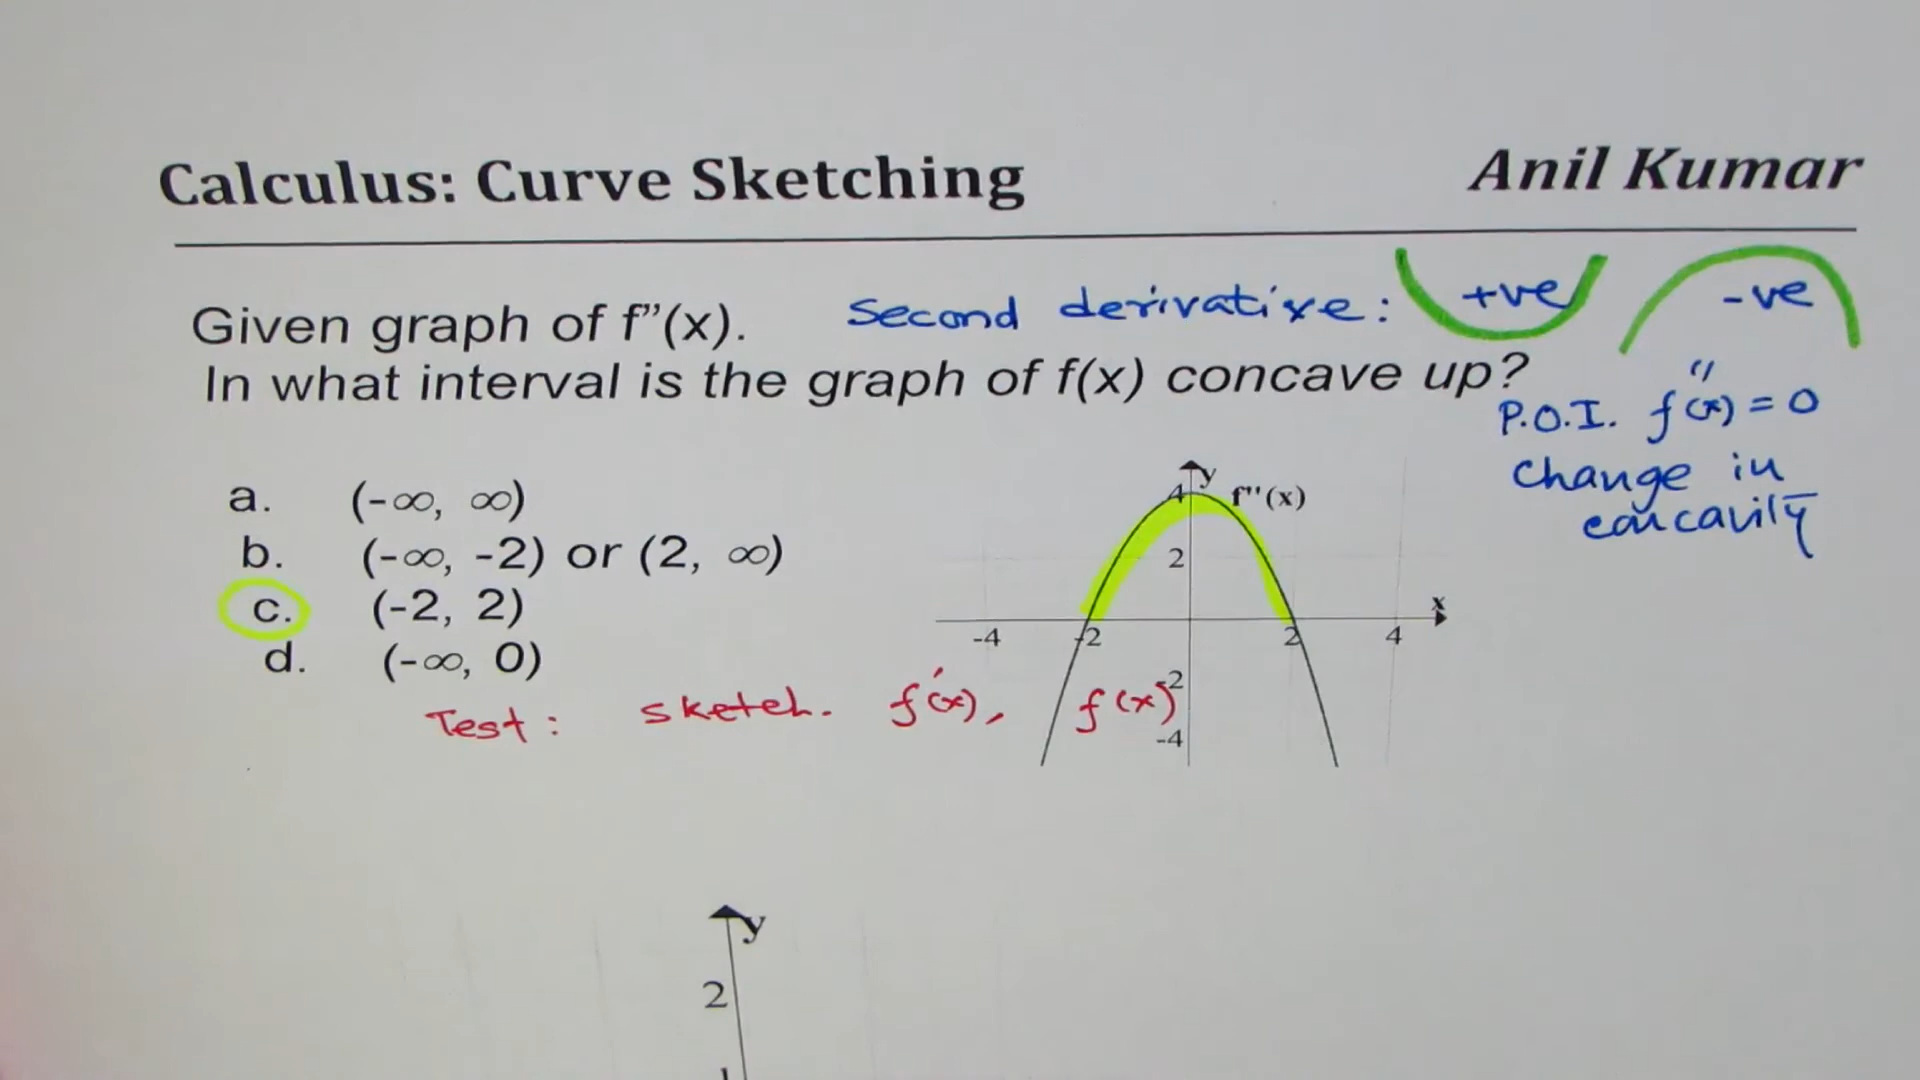 Calculus: Curve Sketching
Anil Kumar
Given graph of f”(x).
Second derivative: +ve -ve
In what interval is the graph of f(x) concave up?
P.O.I. f"(x) = 0
change in
concavity
a. (-∞, ∞)
b. (-∞, -2) or (2, ∞)
c. (-2, 2)
d. (-∞, 0)
y
4 f''(x)
2
x
-4 -2 2 4
-2
-4
Test: sketch. f'(x), f(x)
y
2
1